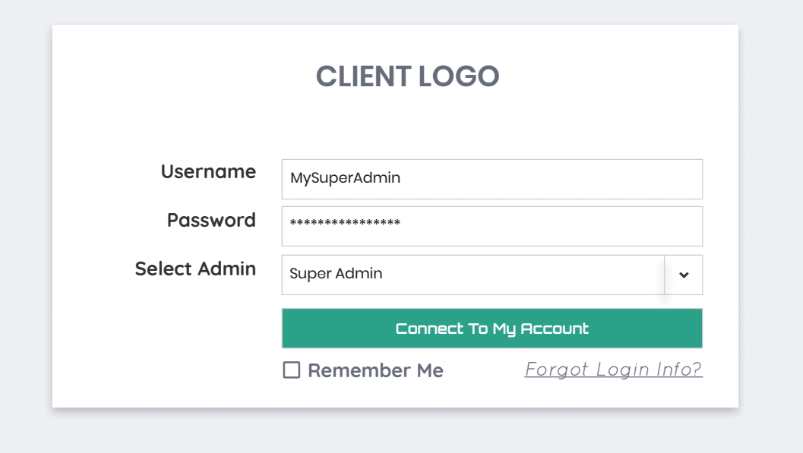 CLIENT LOGO
Username MySuperAdmin
Password ****************
Select Admin Super Admin
Connect To My Account
Remember Me Forgot Login Info?